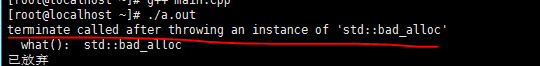 [root@localhost ~]# g++ main.cpp
[root@localhost ~]# ./a.out
terminate called after throwing an instance of 'std::bad_alloc'
  what():  std::bad_alloc
已放弃